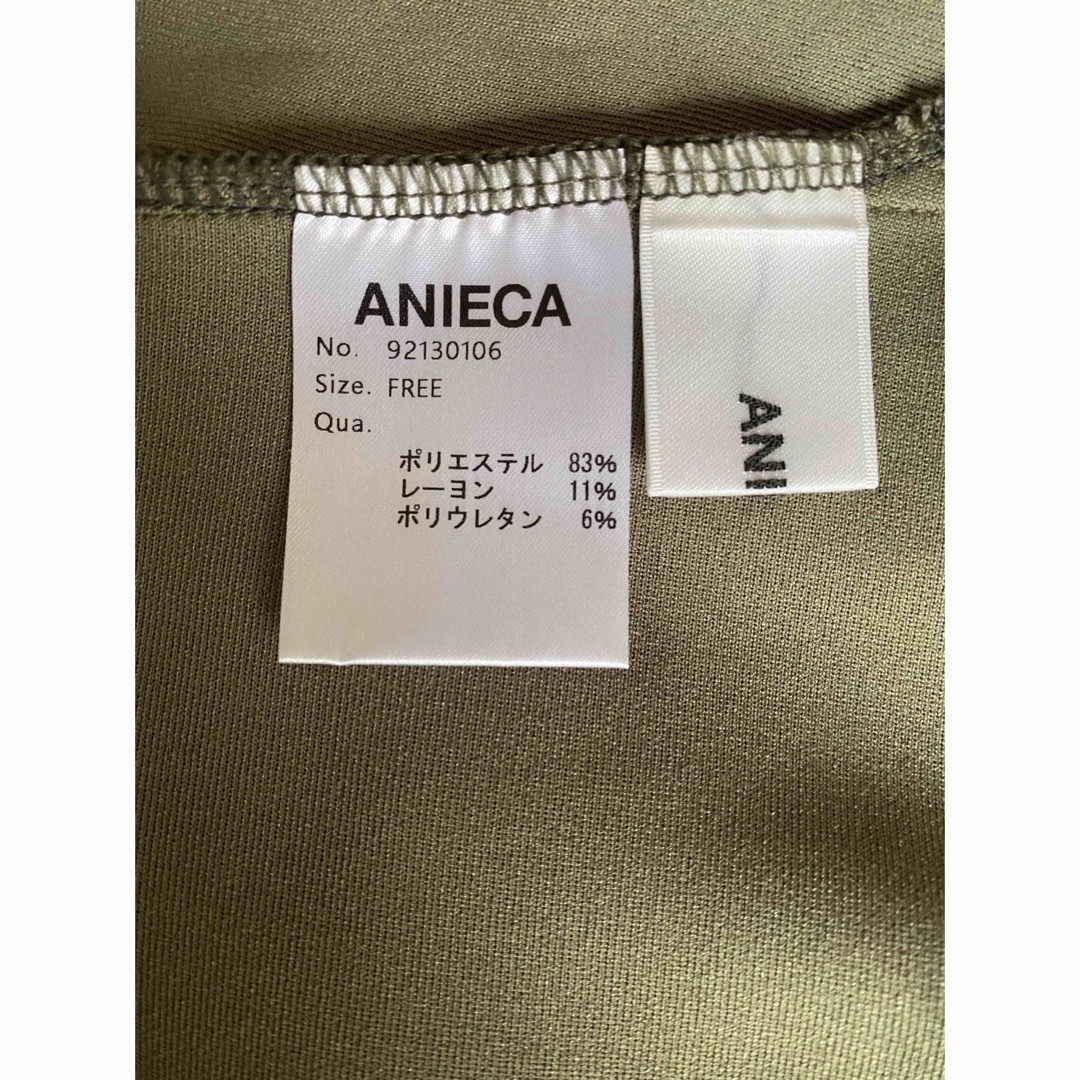 ANIECA
No. 92130106
Size. FREE
Qua.
ポリエステル 83%
レーヨン 11%
ポリウレタン 6%
ANI